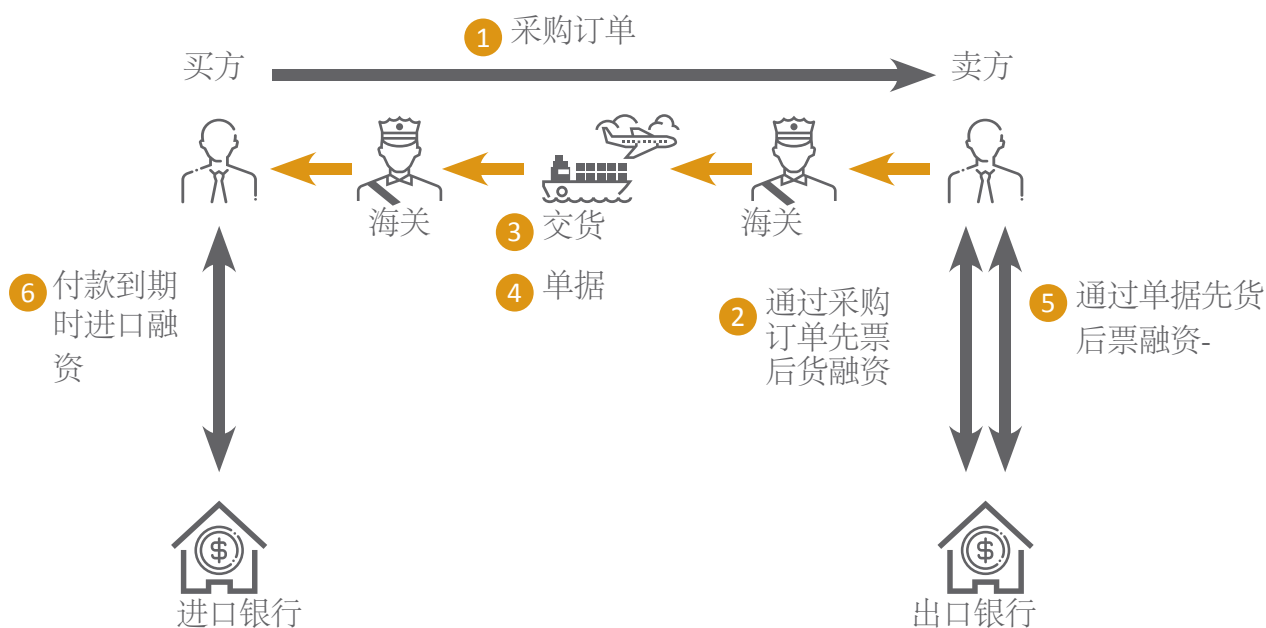 1 采购订单
买方
卖方
海关
3 交货
海关
4 单据
6 付款到期
时进口融
资
2 通过采购
订单先票
后货融资
5 通过单据先货
后票融资-
$
进口银行
$
出口银行